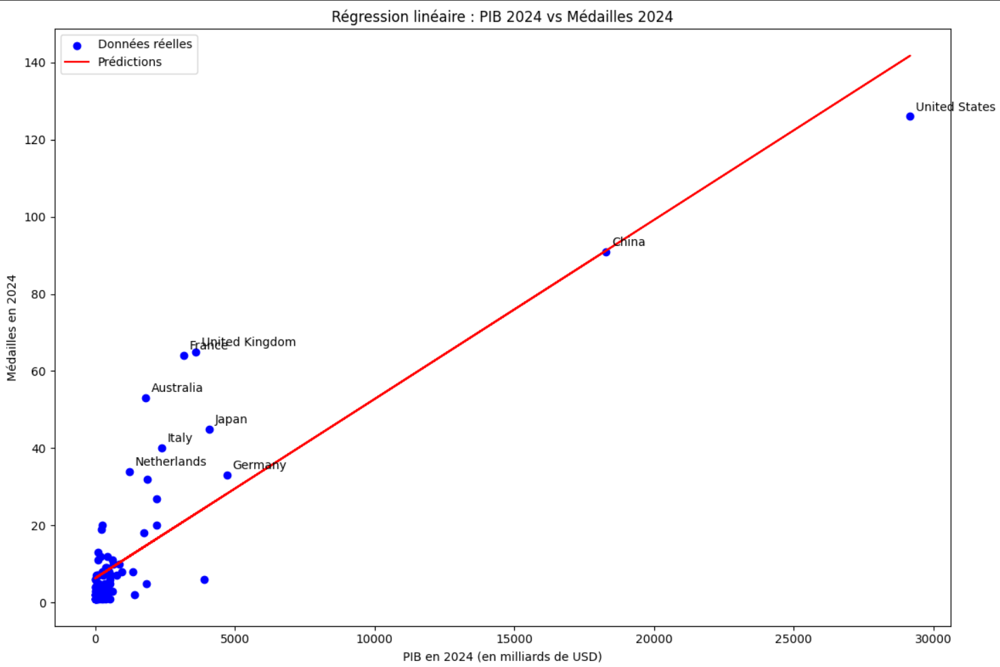 Régression linéaire : PIB 2024 vs Médailles 2024
Données réelles
Prédictions
Médailles en 2024
140
120
100
80
60
40
20
0
United States
China
United Kingdom
France
Australia
Japan
Italy
Netherlands
Germany
0 5000 10000 15000 20000 25000 30000
PIB en 2024 (en milliards de USD)